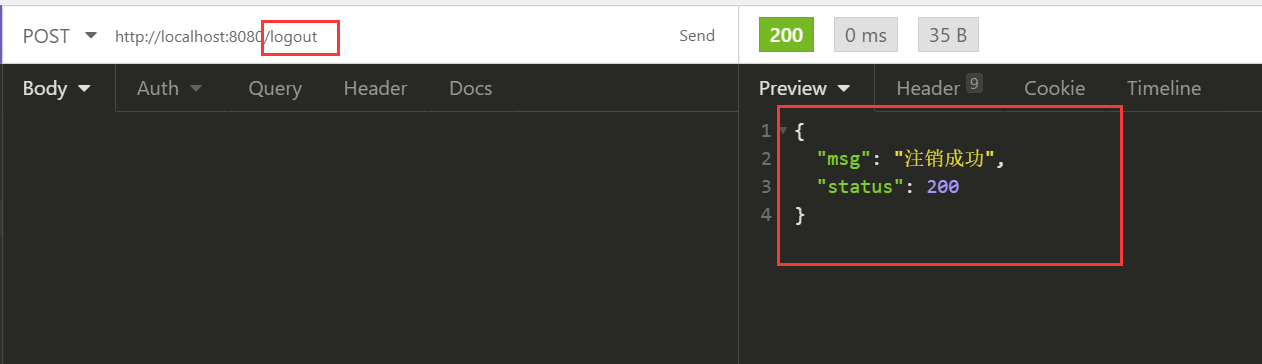 POST http://localhost:8080/logout Send 200 0 ms 35 B
Body Auth Query Header Docs Preview Header 9 Cookie Timeline
1 {
2 "msg": "注销成功",
3 "status": 200
4 }